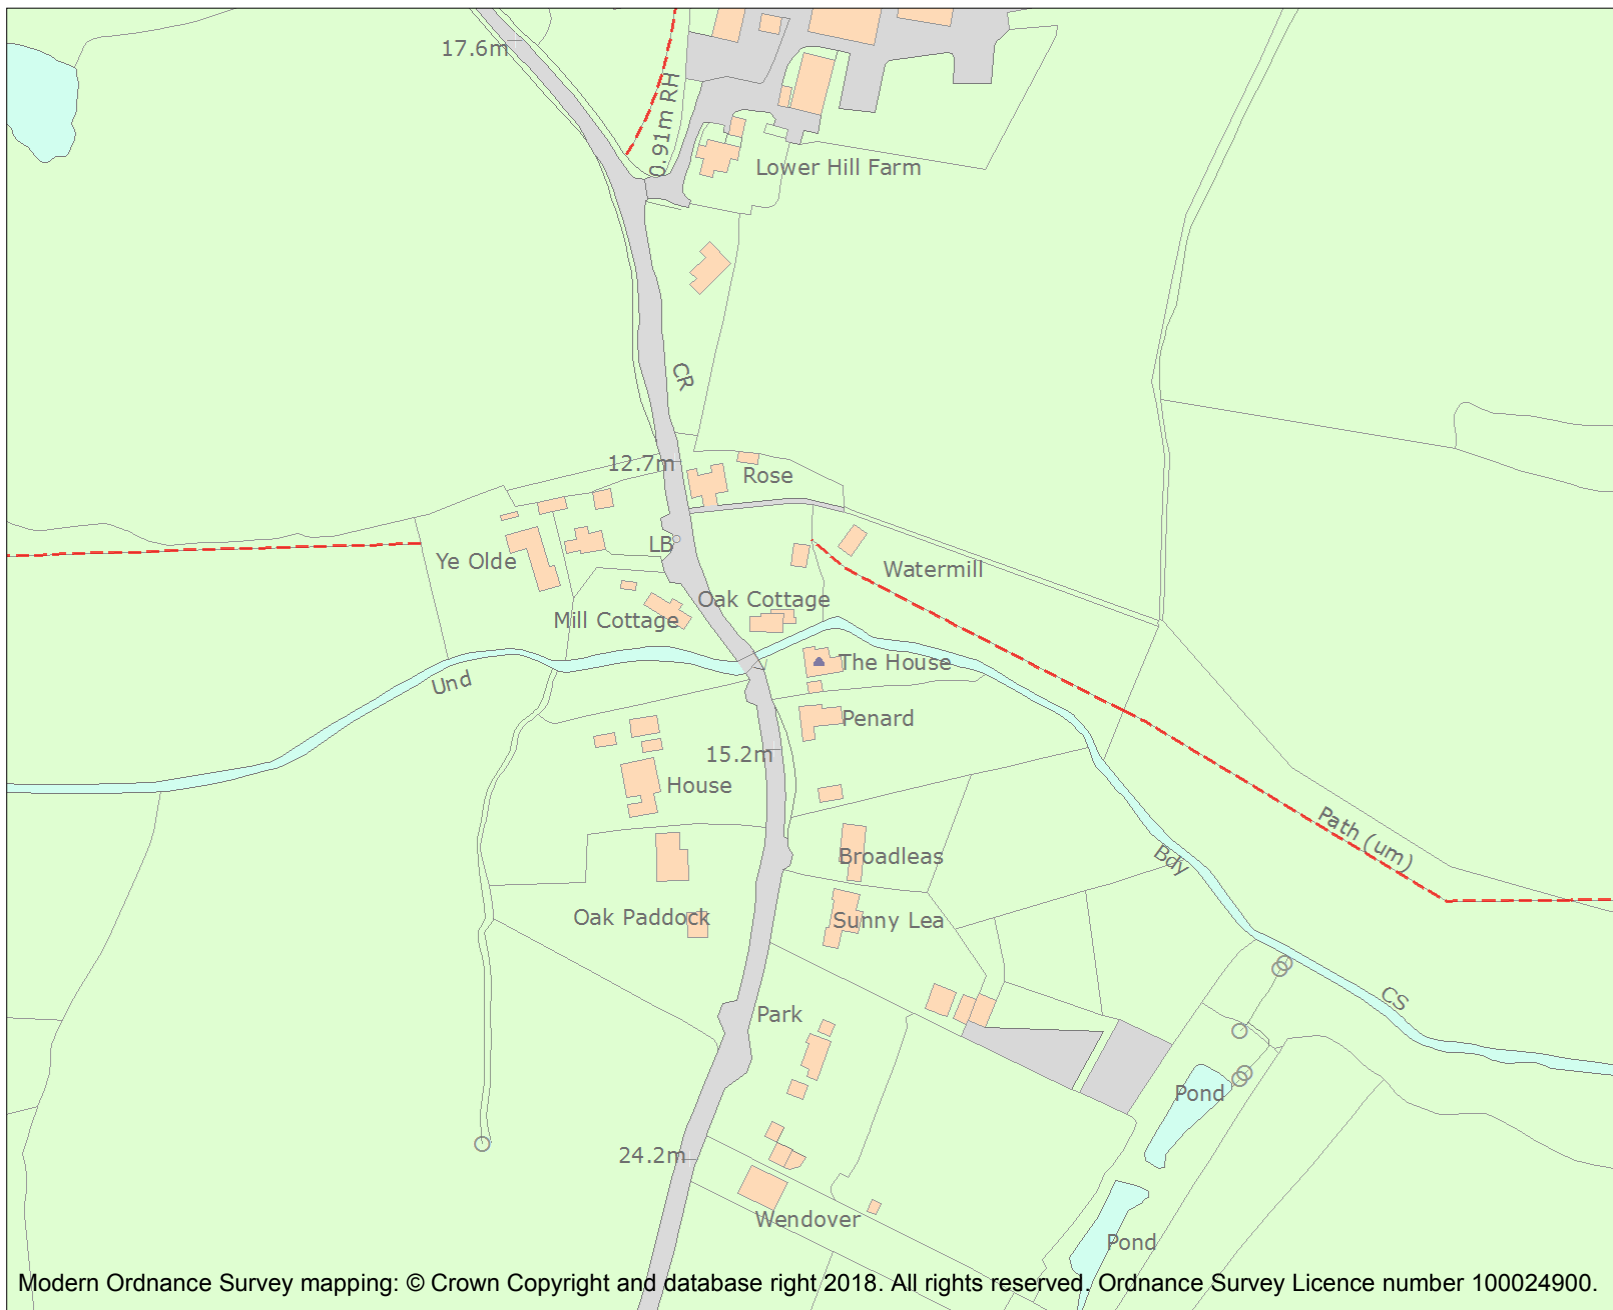 17.6m
0.91m RH
Lower Hill Farm
CR
12.7m
Rose
LB
Ye Olde
Watermill
Oak Cottage
Mill Cottage
The House
Und
Penard
15.2m
House
Path (um)
Broadleas
Bdy
Oak Paddock
Sunny Lea
CS
Park
Pond
24.2m
Wendover
Pond
Modern Ordnance Survey mapping: © Crown Copyright and database right 2018. All rights reserved. Ordnance Survey Licence number 100024900.